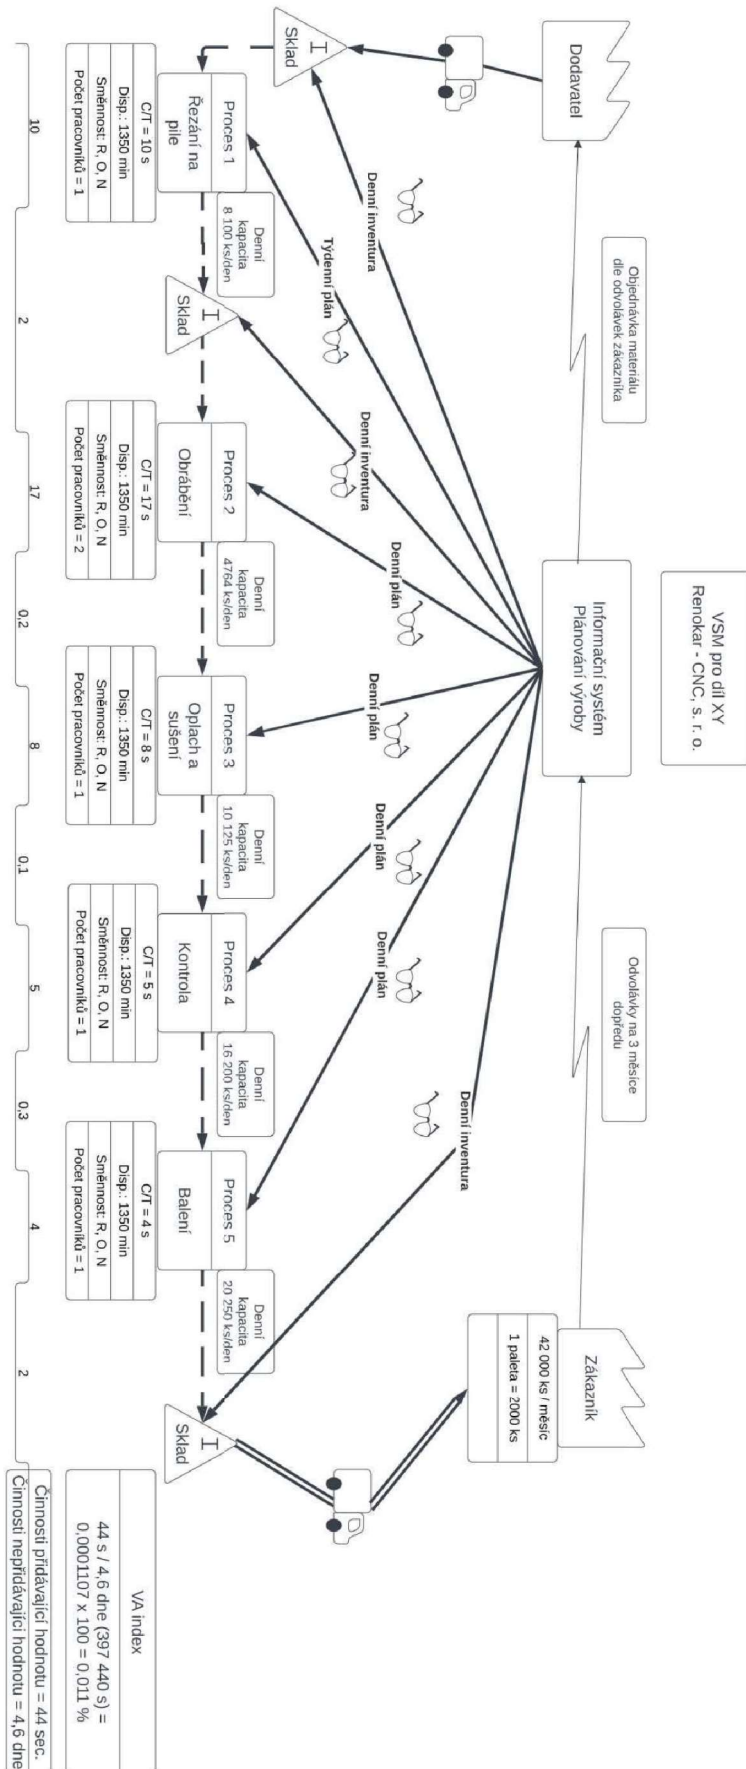 VSM pro díl XY
Renokar - CNC, s. r. o.
Dodavatel
Objednávka materiálu
dle odvolávek zákazníka
Informační systém
Plánování výroby
Odvolávky na 3 měsíce
dopředu
Zákazník
42 000 ks / měsíc
1 paleta = 2000 ks
Denní inventura
Týdenní plán
Denní inventura
Denní plán
Denní plán
Denní plán
Denní plán
Denní inventura
I
Sklad
Proces 1
Řezání na
pile
C/T = 10 s
Disp.: 1350 min
Směnnost: R, O, N
Počet pracovníků = 1
Denní
kapacita
8 100 ks/den
I
Sklad
Proces 2
Obrábění
C/T = 17 s
Disp.: 1350 min
Směnnost: R, O, N
Počet pracovníků = 2
Denní
kapacita
4764 ks/den
Proces 3
Oplach a
sušení
C/T = 8 s
Disp.: 1350 min
Směnnost: R, O, N
Počet pracovníků = 1
Denní
kapacita
10 125 ks/den
Proces 4
Kontrola
C/T = 5 s
Disp.: 1350 min
Směnnost: R, O, N
Počet pracovníků = 1
Denní
kapacita
16 200 ks/den
Proces 5
Balení
C/T = 4 s
Disp.: 1350 min
Směnnost: R, O, N
Počet pracovníků = 1
Denní
kapacita
20 250 ks/den
I
Sklad
10
2
17
0,2
8
0,1
5
0,3
4
2
VA index
44 s / 4,6 dne (397 440 s) =
0,0001107 x 100 = 0,011 %
Činnosti přidávající hodnotu = 44 sec.
Činnosti nepřidávající hodnotu = 4,6 dne